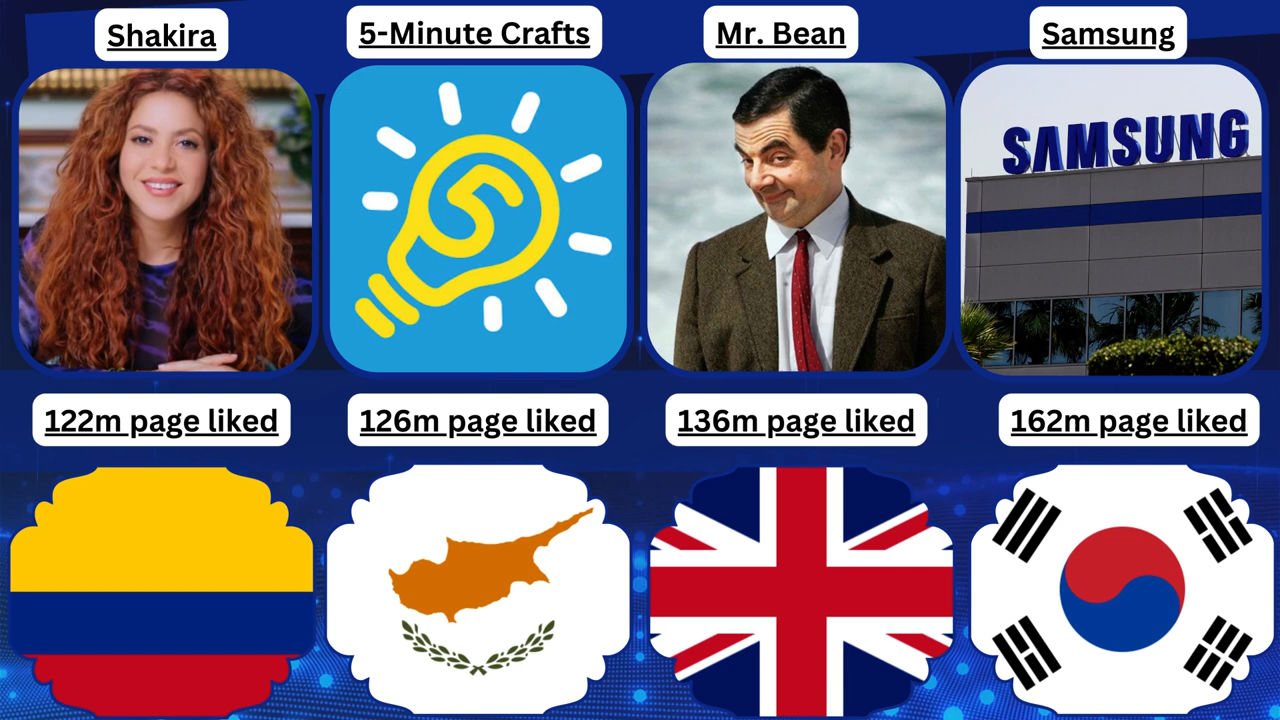 Shakira
5-Minute Crafts
Mr. Bean
Samsung
5
SAMSUNG
122m page liked
126m page liked
136m page liked
162m page liked